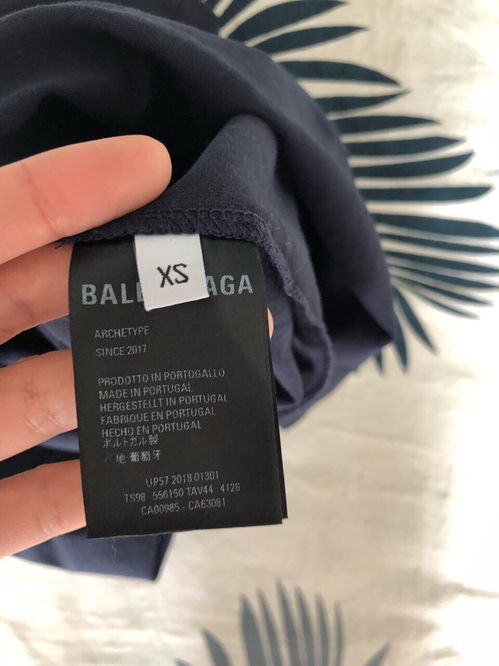 XS
BALE AGA
ARCHETYPE
SINCE 2017
PRODOTTO IN PORTOGALLO
MADE IN PORTUGAL
HERGESTELLT IN PORTUGAL
FABRIQUE EN PORTUGAL
HECHO EN PORTUGAL
ポルトガル製
地葡萄牙
UP57 2018 01301
TS98 556150 TAV44 4126
CA00985 - CA63081